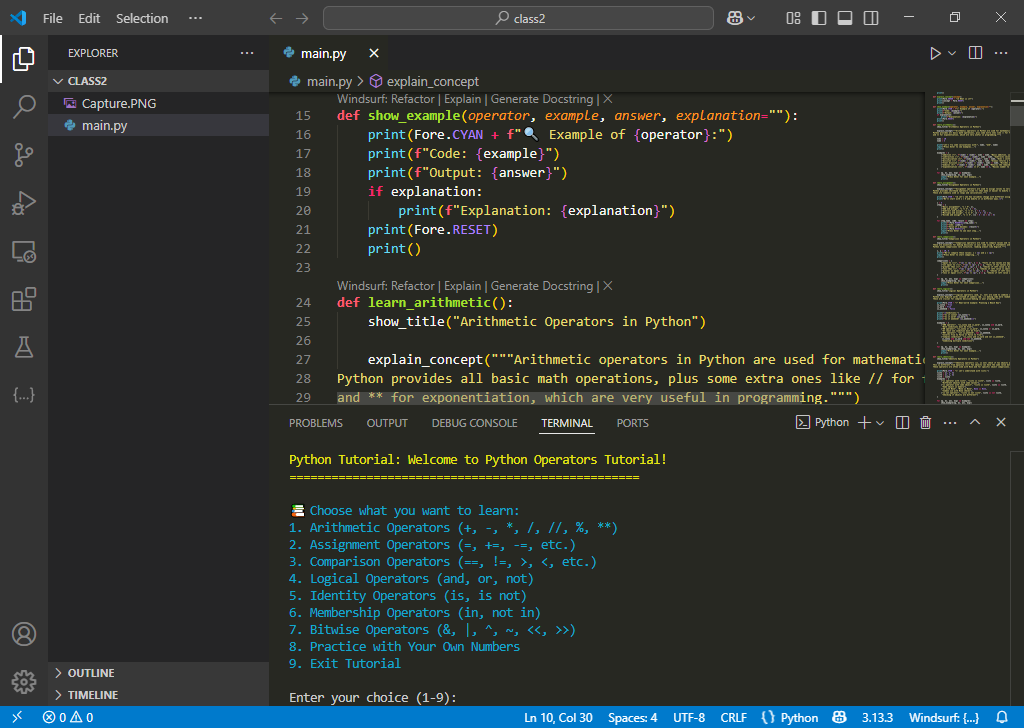 File Edit Selection ···
class2
EXPLORER
CLASS2
Capture.PNG
main.py
main.py
main.py > explain_concept
Windsurf: Refactor | Explain | Generate Docstring | X
15 def show_example(operator, example, answer, explanation=""):
16 print(Fore.CYAN + f"🔍 Example of {operator}:")
17 print(f"Code: {example}")
18 print(f"Output: {answer}")
19 if explanation:
20 print(f"Explanation: {explanation}")
21 print(Fore.RESET)
22 print()
23
Windsurf: Refactor | Explain | Generate Docstring | X
24 def learn_arithmetic():
25 show_title("Arithmetic Operators in Python")
26
27 explain_concept("""Arithmetic operators in Python are used for
28 Python provides all basic math operations, plus some extra ones like // for
29 and ** for exponentiation, which are very useful in programming.""")
PROBLEMS OUTPUT DEBUG CONSOLE TERMINAL PORTS
Python
Python Tutorial: Welcome to Python Operators Tutorial!
==================================================
📚 Choose what you want to learn:
1. Arithmetic Operators (+, -, *, /, //, %, **)
2. Assignment Operators (=, +=, -=, etc.)
3. Comparison Operators (==, !=, >, <, etc.)
4. Logical Operators (and, or, not)
5. Identity Operators (is, is not)
6. Membership Operators (in, not in)
7. Bitwise Operators (&, |, ^, ~, <<, >>)
8. Practice with Your Own Numbers
9. Exit Tutorial
Enter your choice (1-9):
OUTLINE
TIMELINE
0 0 Ln 10, Col 30 Spaces: 4 UTF-8 CRLF {} Python 3.13.3 Windsurf: {...}